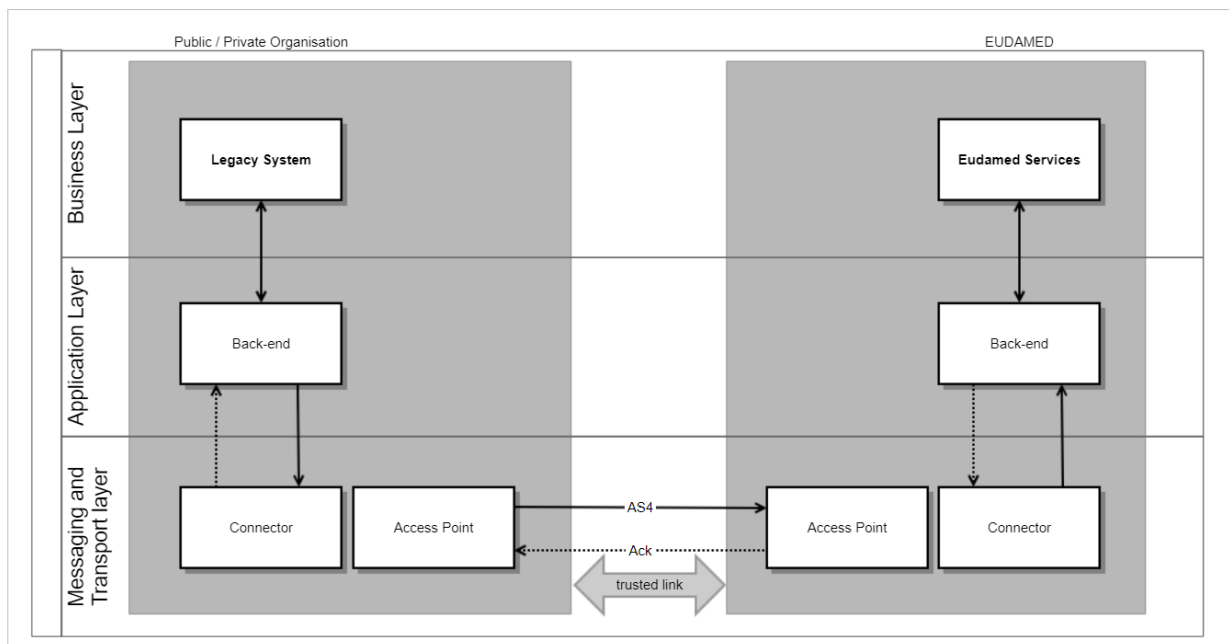 Public / Private Organisation
EUDAMED
Business Layer
Legacy System
Eudamed Services
Application Layer
Back-end
Back-end
Messaging and
Transport layer
Connector
Access Point
AS4
Ack
trusted link
Access Point
Connector